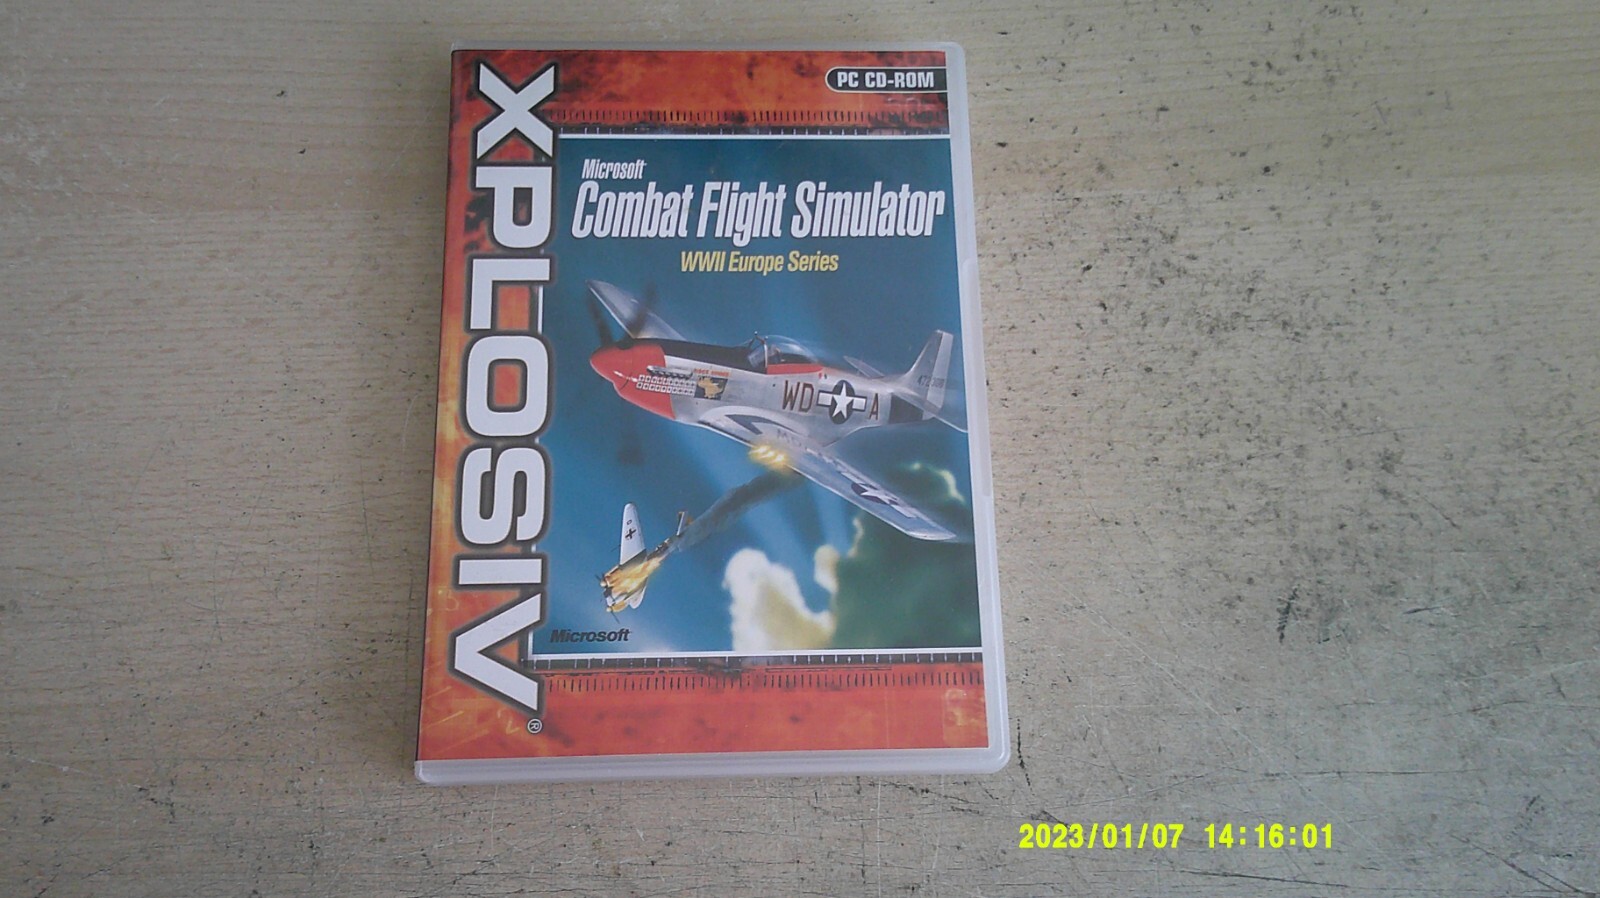 XPLOSIV®
PC CD-ROM
Microsoft
Combat Flight Simulator
WWII Europe Series
WD
A
Microsoft
2023/01/07 14:16:01